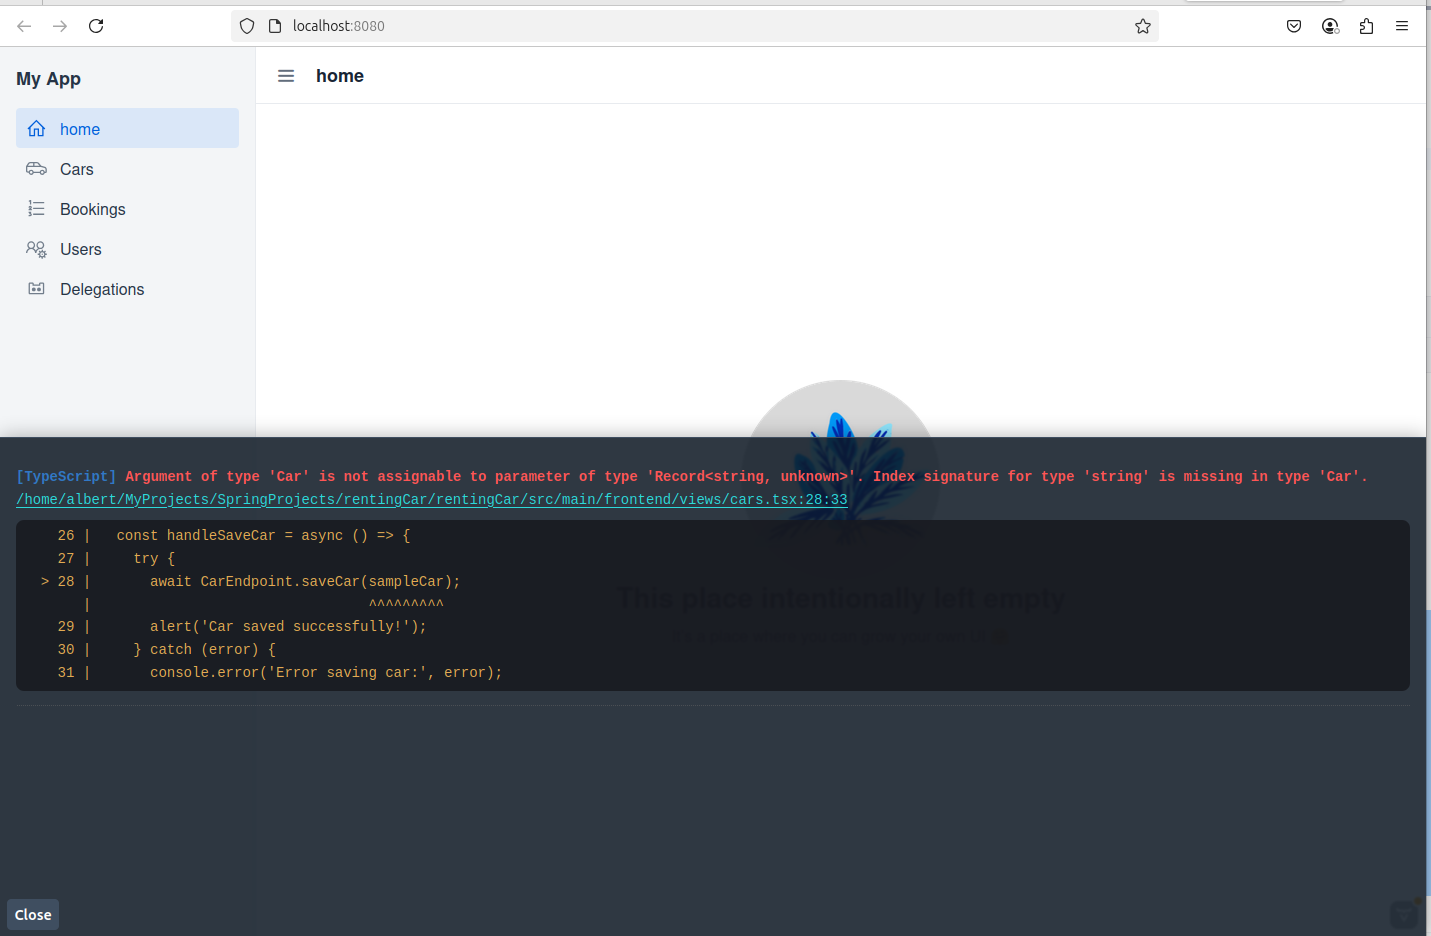 localhost:8080
My App
home
home
Cars
Bookings
Users
Delegations
[TypeScript] Argument of type 'Car' is not assignable to parameter of type 'Record<string, unknown>'. Index signature for type 'string' is missing in type 'Car'.
/home/albert/MyProjects/SpringProjects/rentingCar/rentingCar/src/main/frontend/views/cars.tsx:28:33
26 | const handleSaveCar = async () => {
27 | try {
> 28 | await CarEndpoint.saveCar(sampleCar);
| ^^^^^^^^^
29 | alert('Car saved successfully!');
30 | } catch (error) {
31 | console.error('Error saving car:', error);
This place intentionally left empty
Close